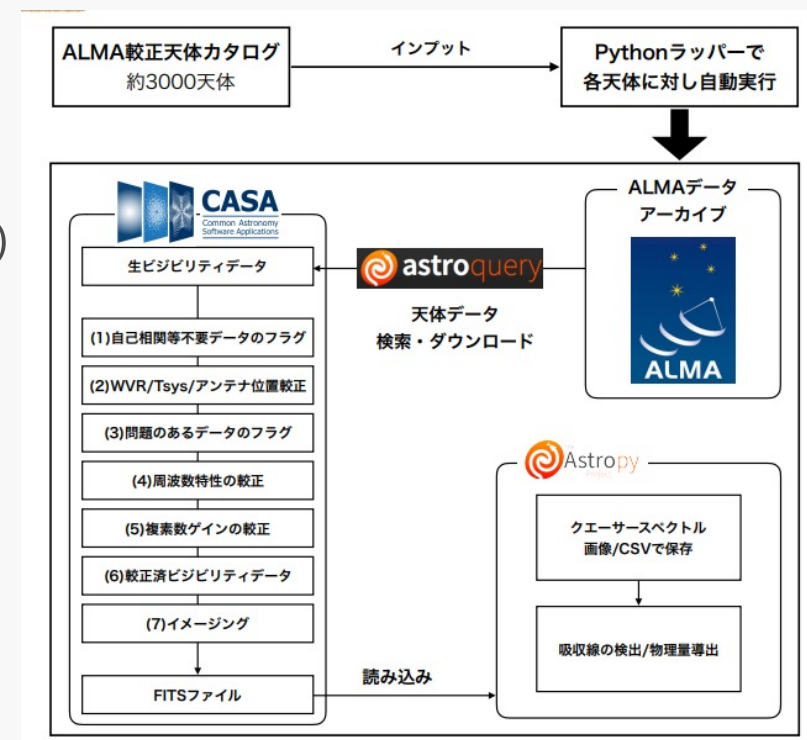 ALMA較正天体カタログ
約3000天体
インプット
Pythonラッパーで
各天体に対し自動実行
)
CASA
Common Astronomy
Software Applications
生ビジビリティデータ
(1)自己相関等不要データのフラグ
(2)WVR/Tsys/アンテナ位置較正
(3)問題のあるデータのフラグ
(4)周波数特性の較正
(5)複素数ゲインの較正
(6)較正済ビジビリティデータ
(7)イメージング
FITSファイル
astroquery
天体データ
検索・ダウンロード
ALMAデータ
アーカイブ
ALMA
読み込み
Astropy
クエーサースペクトル
画像/CSVで保存
吸収線の検出/物理量導出